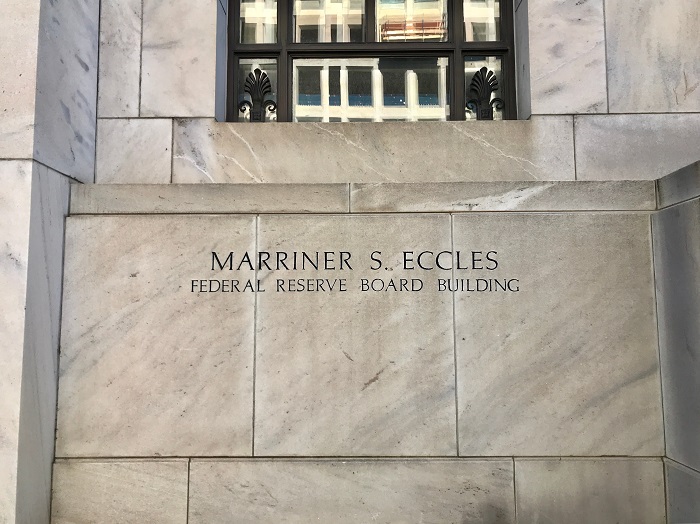 MARRINER S. ECCLES
FEDERAL RESERVE BOARD BUILDING